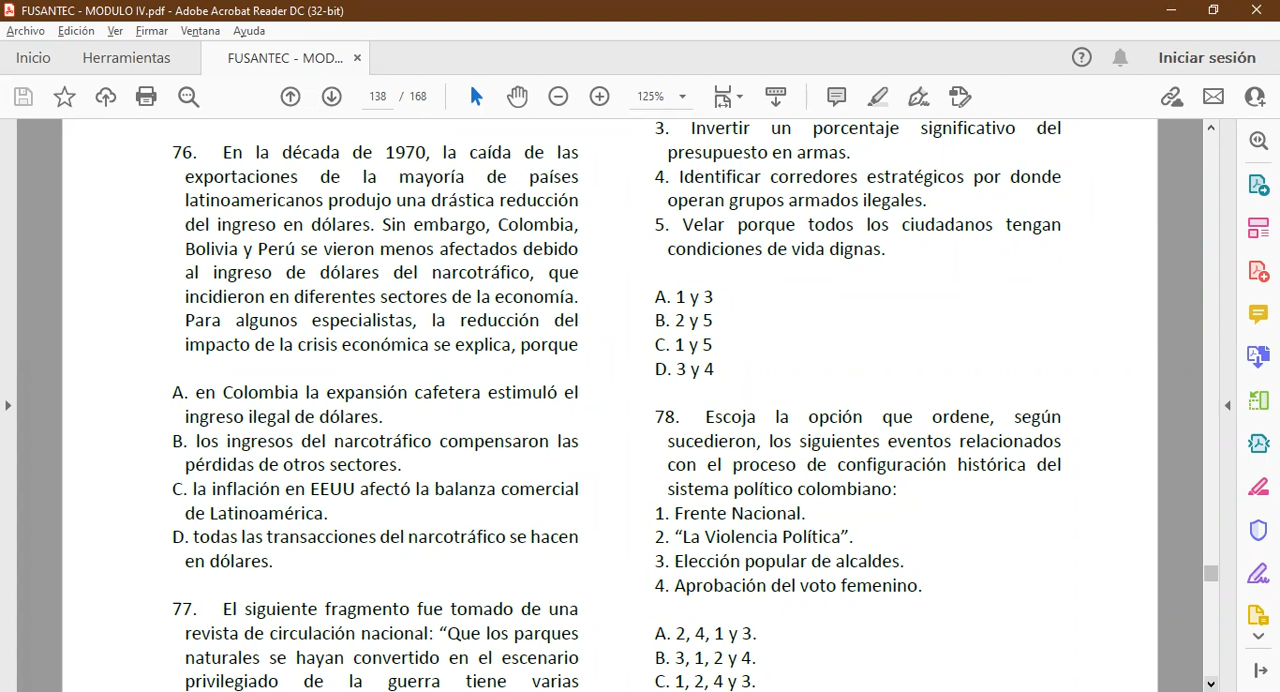 FUSANTEC - MODULO IV.pdf - Adobe Acrobat Reader DC (32-bit)
Archivo Edición Ver Firmar Ventana Ayuda
Inicio Herramientas FUSANTEC - MOD... × Iniciar sesión
138 / 168 125%
76. En la década de 1970, la caída de las
exportaciones de la mayoría de países
latinoamericanos produjo una drástica reducción
del ingreso en dólares. Sin embargo, Colombia,
Bolivia y Perú se vieron menos afectados debido
al ingreso de dólares del narcotráfico, que
incidieron en diferentes sectores de la economía.
Para algunos especialistas, la reducción del
impacto de la crisis económica se explica, porque
A. en Colombia la expansión cafetera estimuló el
ingreso ilegal de dólares.
B. los ingresos del narcotráfico compensaron las
pérdidas de otros sectores.
C. la inflación en EEUU afectó la balanza comercial
de Latinoamérica.
D. todas las transacciones del narcotráfico se hacen
en dólares.
77. El siguiente fragmento fue tomado de una
revista de circulación nacional: “Que los parques
naturales se hayan convertido en el escenario
privilegiado de la guerra tiene varias
3. Invertir un porcentaje significativo del
presupuesto en armas.
4. Identificar corredores estratégicos por donde
operan grupos armados ilegales.
5. Velar porque todos los ciudadanos tengan
condiciones de vida dignas.
A. 1 y 3
B. 2 y 5
C. 1 y 5
D. 3 y 4
78. Escoja la opción que ordene, según
sucedieron, los siguientes eventos relacionados
con el proceso de configuración histórica del
sistema político colombiano:
1. Frente Nacional.
2. “La Violencia Política”.
3. Elección popular de alcaldes.
4. Aprobación del voto femenino.
A. 2, 4, 1 y 3.
B. 3, 1, 2 y 4.
C. 1, 2, 4 y 3.